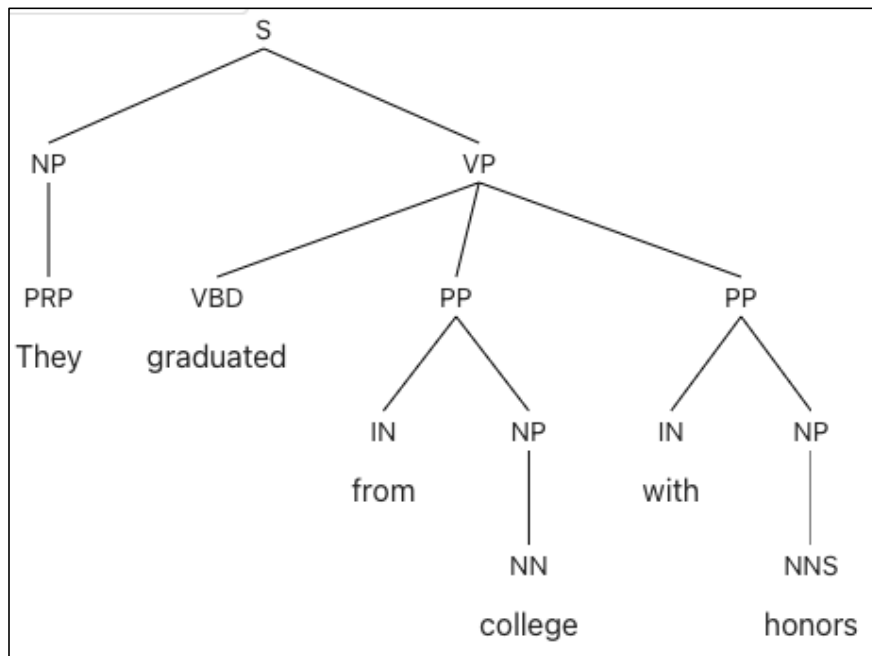 S
NP VP
PRP VBD PP PP
They graduated
IN NP IN NP
from with
NN NNS
college honors